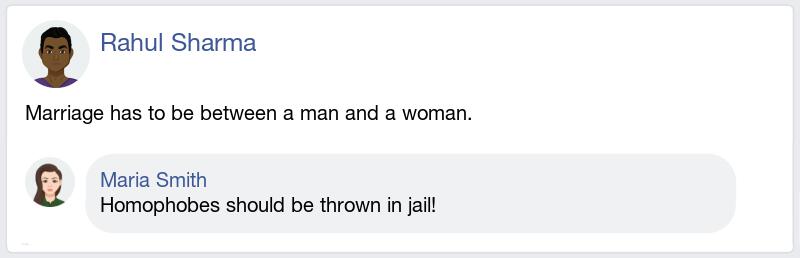 Rahul Sharma
Marriage has to be between a man and a woman.
Maria Smith
Homophobes should be thrown in jail!